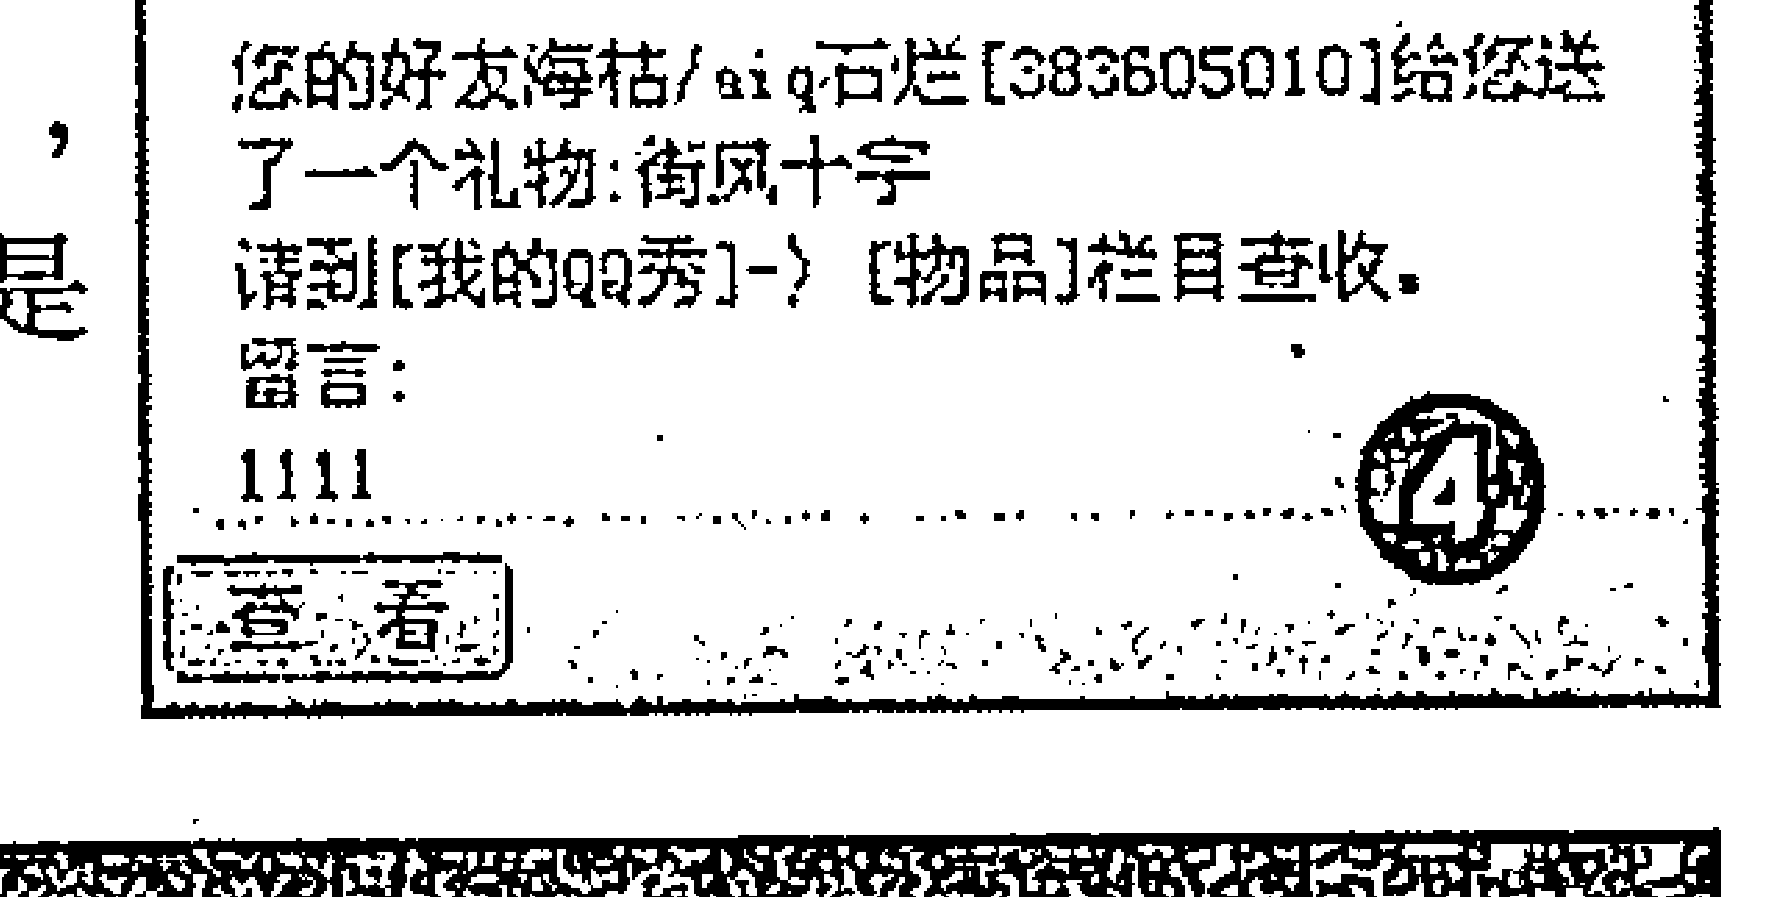 您的好友海枯/aiq石烂[383605010]给您送
了一个礼物:街风十字
请到[我的QQ秀]->[物品]栏目查收。
留言:
1111
4
查 看
,
是